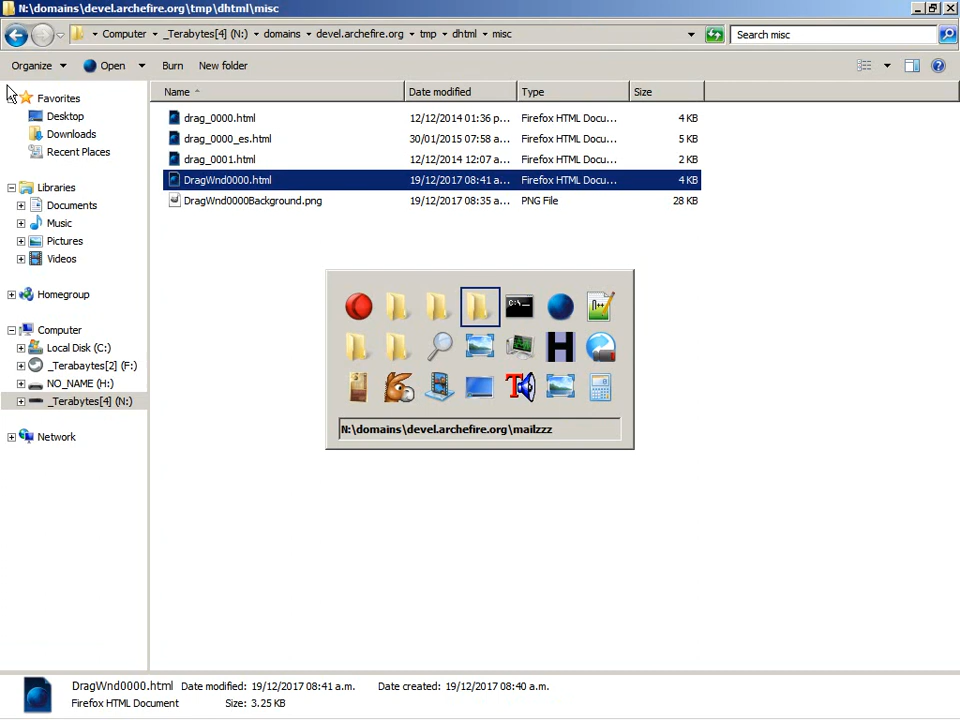 N:\domains\devel.archefire.org\tmp\dhtml\misc
Computer _Terabytes[4] (N:) domains devel.archefire.org tmp dhtml misc
Search misc
Organize Open Burn New folder
Name Date modified Type Size
Favorites
Desktop
Downloads
Recent Places
Libraries
Documents
Music
Pictures
Videos
Homegroup
Computer
Local Disk (C:)
_Terabaytes[2] (F:)
NO_NAME (H:)
_Terabytes[4] (N:)
Network
drag_0000.html 12/12/2014 01:36 p... Firefox HTML Docu... 4 KB
drag_0000_es.html 30/01/2015 07:58 a... Firefox HTML Docu... 5 KB
drag_0001.html 12/12/2014 12:07 a... Firefox HTML Docu... 2 KB
DragWnd0000.html 19/12/2017 08:41 a... Firefox HTML Docu... 4 KB
DragWnd0000Background.png 19/12/2017 08:35 a... PNG File 28 KB
C:\
N++
H
T
N:\domains\devel.archefire.org\mailzzz
DragWnd0000.html Date modified: 19/12/2017 08:41 a.m. Date created: 19/12/2017 08:40 a.m.
Firefox HTML Document Size: 3.25 KB